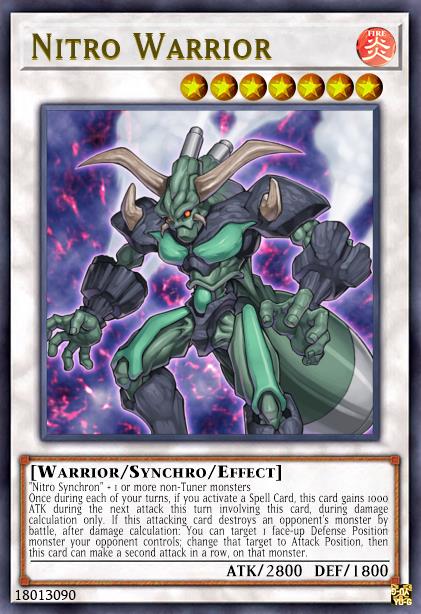 Nitro Warrior
FIRE
炎
[Warrior/Synchro/Effect]
"Nitro Synchron" + 1 or more non-Tuner monsters
Once during each of your turns, if you activate a Spell Card, this card gains 1000
ATK during the next attack this turn involving this card, during damage
calculation only. If this attacking card destroys an opponent's monster by
battle, after damage calculation: You can target 1 face-up Defense Position
monster your opponent controls; change that target to Attack Position, then
this card can make a second attack in a row, on that monster.
ATK/2800 DEF/1800
18013090